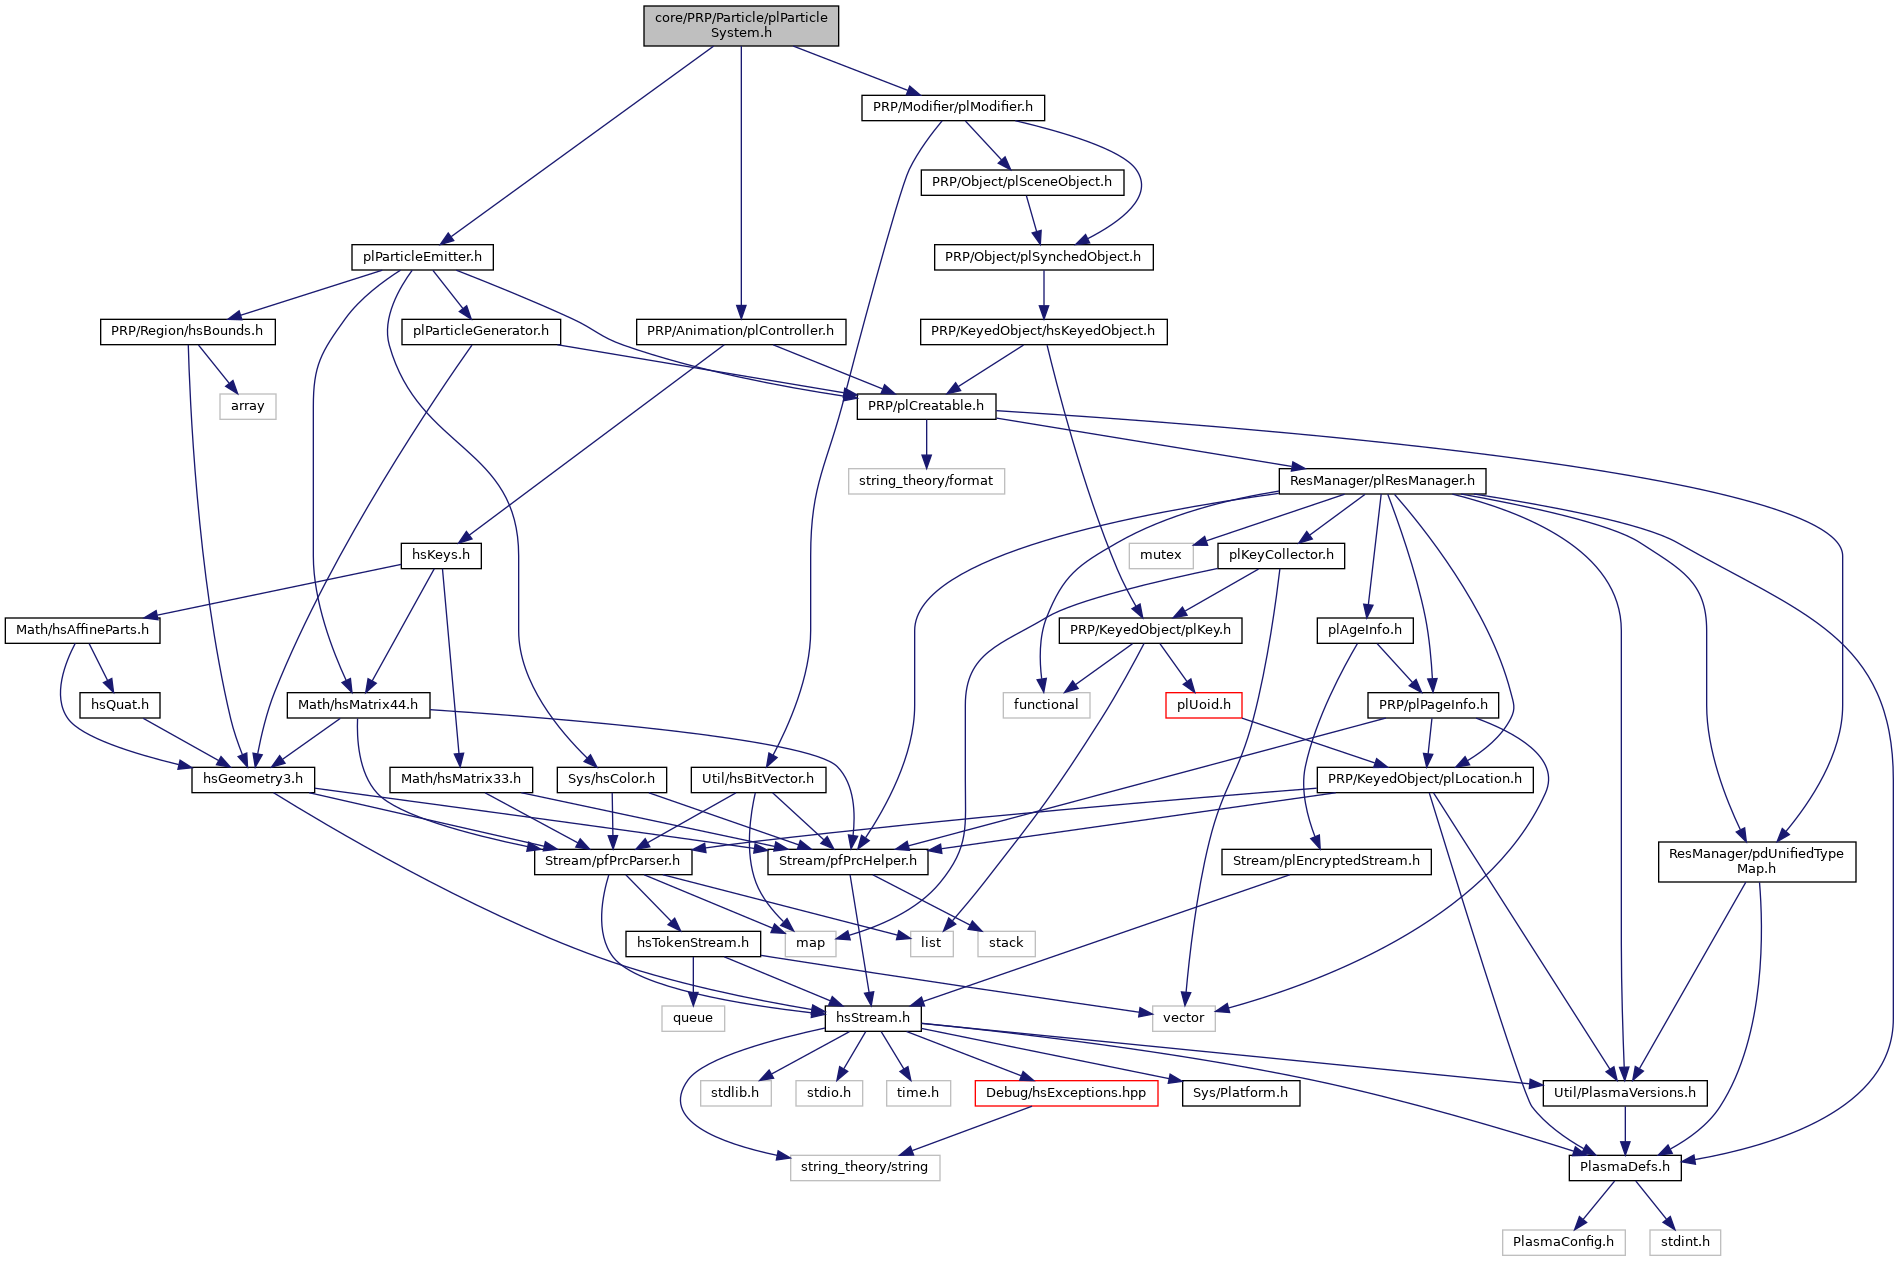 core/PRP/Particle/plParticle
System.h
PRP/Modifier/plModifier.h
PRP/Object/plSceneObject.h
plParticleEmitter.h
PRP/Object/plSynchedObject.h
PRP/Region/hsBounds.h
plParticleGenerator.h
PRP/Animation/plController.h
PRP/KeyedObject/hsKeyedObject.h
array
PRP/plCreatable.h
string_theory/format
ResManager/plResManager.h
hsKeys.h
mutex
plKeyCollector.h
Math/hsAffineParts.h
PRP/KeyedObject/plKey.h
plAgeInfo.h
hsQuat.h
Math/hsMatrix44.h
functional
plUoid.h
PRP/plPageInfo.h
hsGeometry3.h
Math/hsMatrix33.h
Sys/hsColor.h
Util/hsBitVector.h
PRP/KeyedObject/plLocation.h
Stream/pfPrcParser.h
Stream/pfPrcHelper.h
Stream/plEncryptedStream.h
ResManager/pdUnifiedType
Map.h
hsTokenStream.h
map
list
stack
queue
hsStream.h
vector
stdlib.h
stdio.h
time.h
Debug/hsExceptions.hpp
Sys/Platform.h
Util/PlasmaVersions.h
string_theory/string
PlasmaDefs.h
PlasmaConfig.h
stdint.h